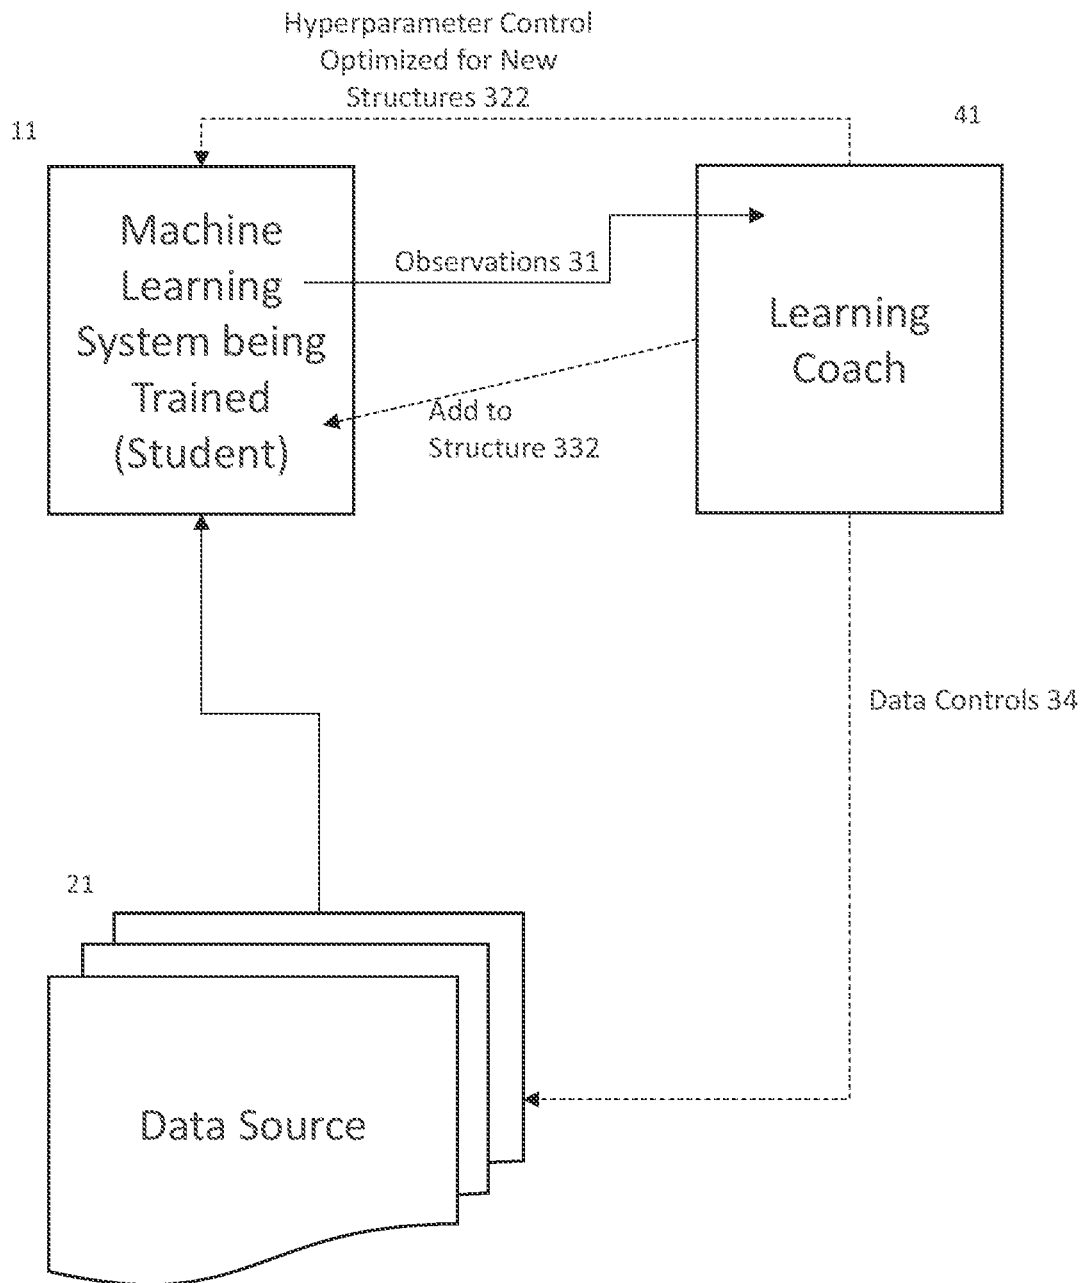 Hyperparameter Control
Optimized for New
Structures 322
11
41
Machine
Learning
System being
Trained
(Student)
Observations 31
Learning
Coach
Add to
Structure 332
Data Controls 34
21
Data Source